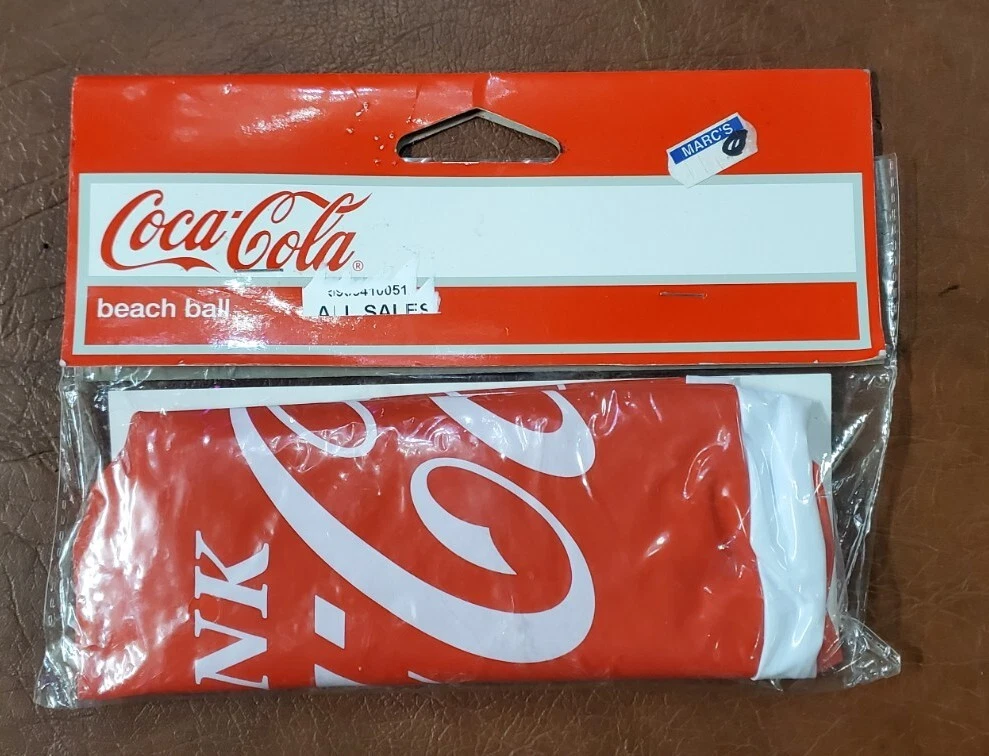 MARC'S
Coca-Cola®
beach ball
ALL SALES
NK